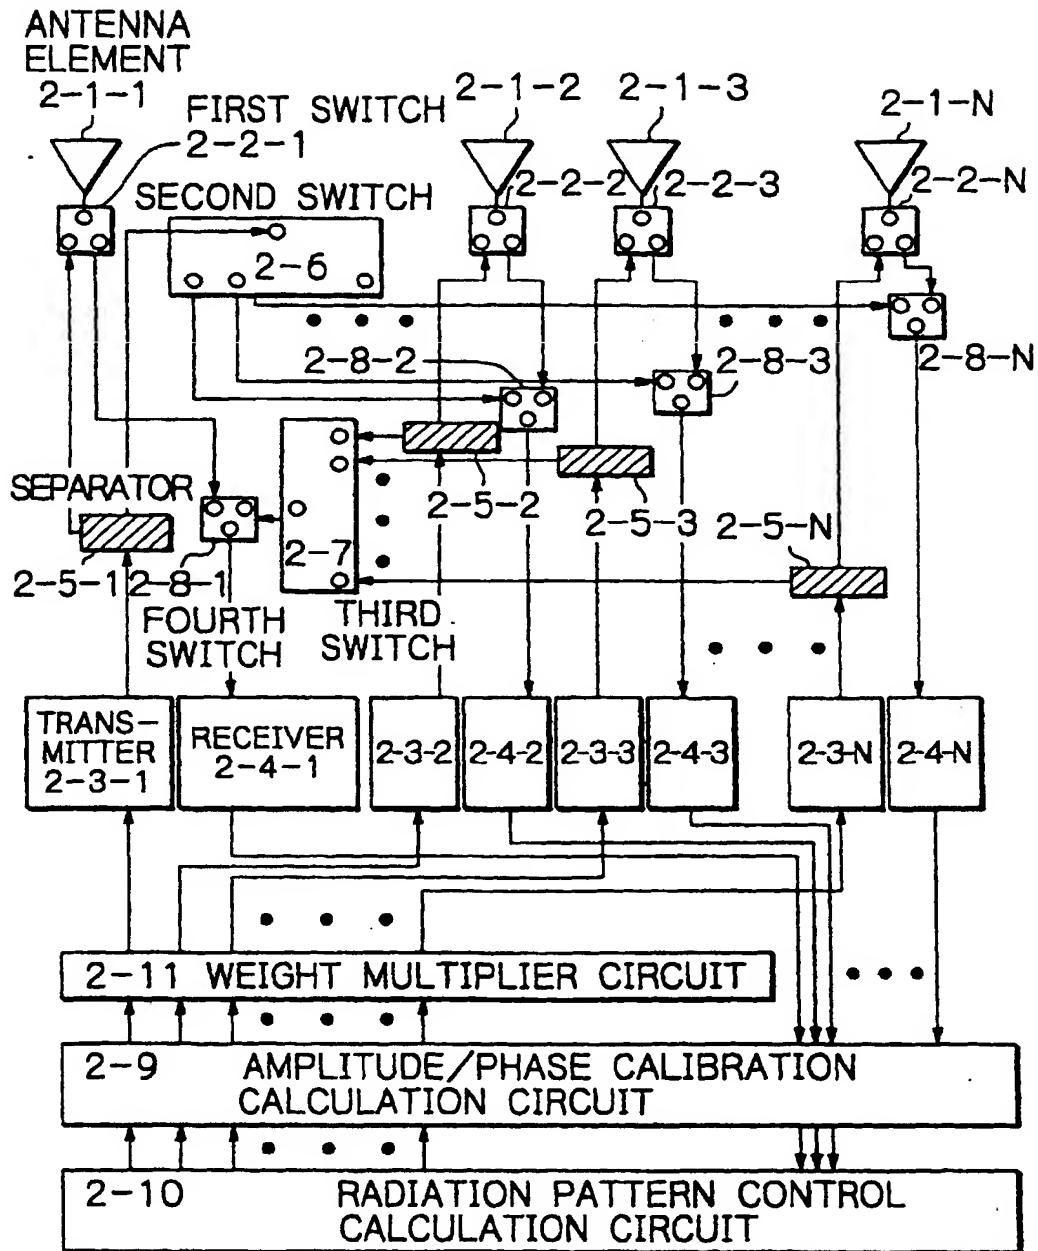 ANTENNA
ELEMENT
2-1-1
FIRST SWITCH
2-2-1
2-1-2
2-1-3
2-1-N
2-2-2
2-2-3
2-2-N
SECOND SWITCH
2-6
2-8-2
2-8-3
2-8-N
SEPARATOR
2-5-1
2-8-1
2-7
2-5-2
2-5-3
2-5-N
FOURTH
SWITCH
THIRD
SWITCH
TRANS-
MITTER
2-3-1
RECEIVER
2-4-1
2-3-2
2-4-2
2-3-3
2-4-3
2-3-N
2-4-N
2-11 WEIGHT MULTIPLIER CIRCUIT
2-9 AMPLITUDE/PHASE CALIBRATION
CALCULATION CIRCUIT
2-10 RADIATION PATTERN CONTROL
CALCULATION CIRCUIT